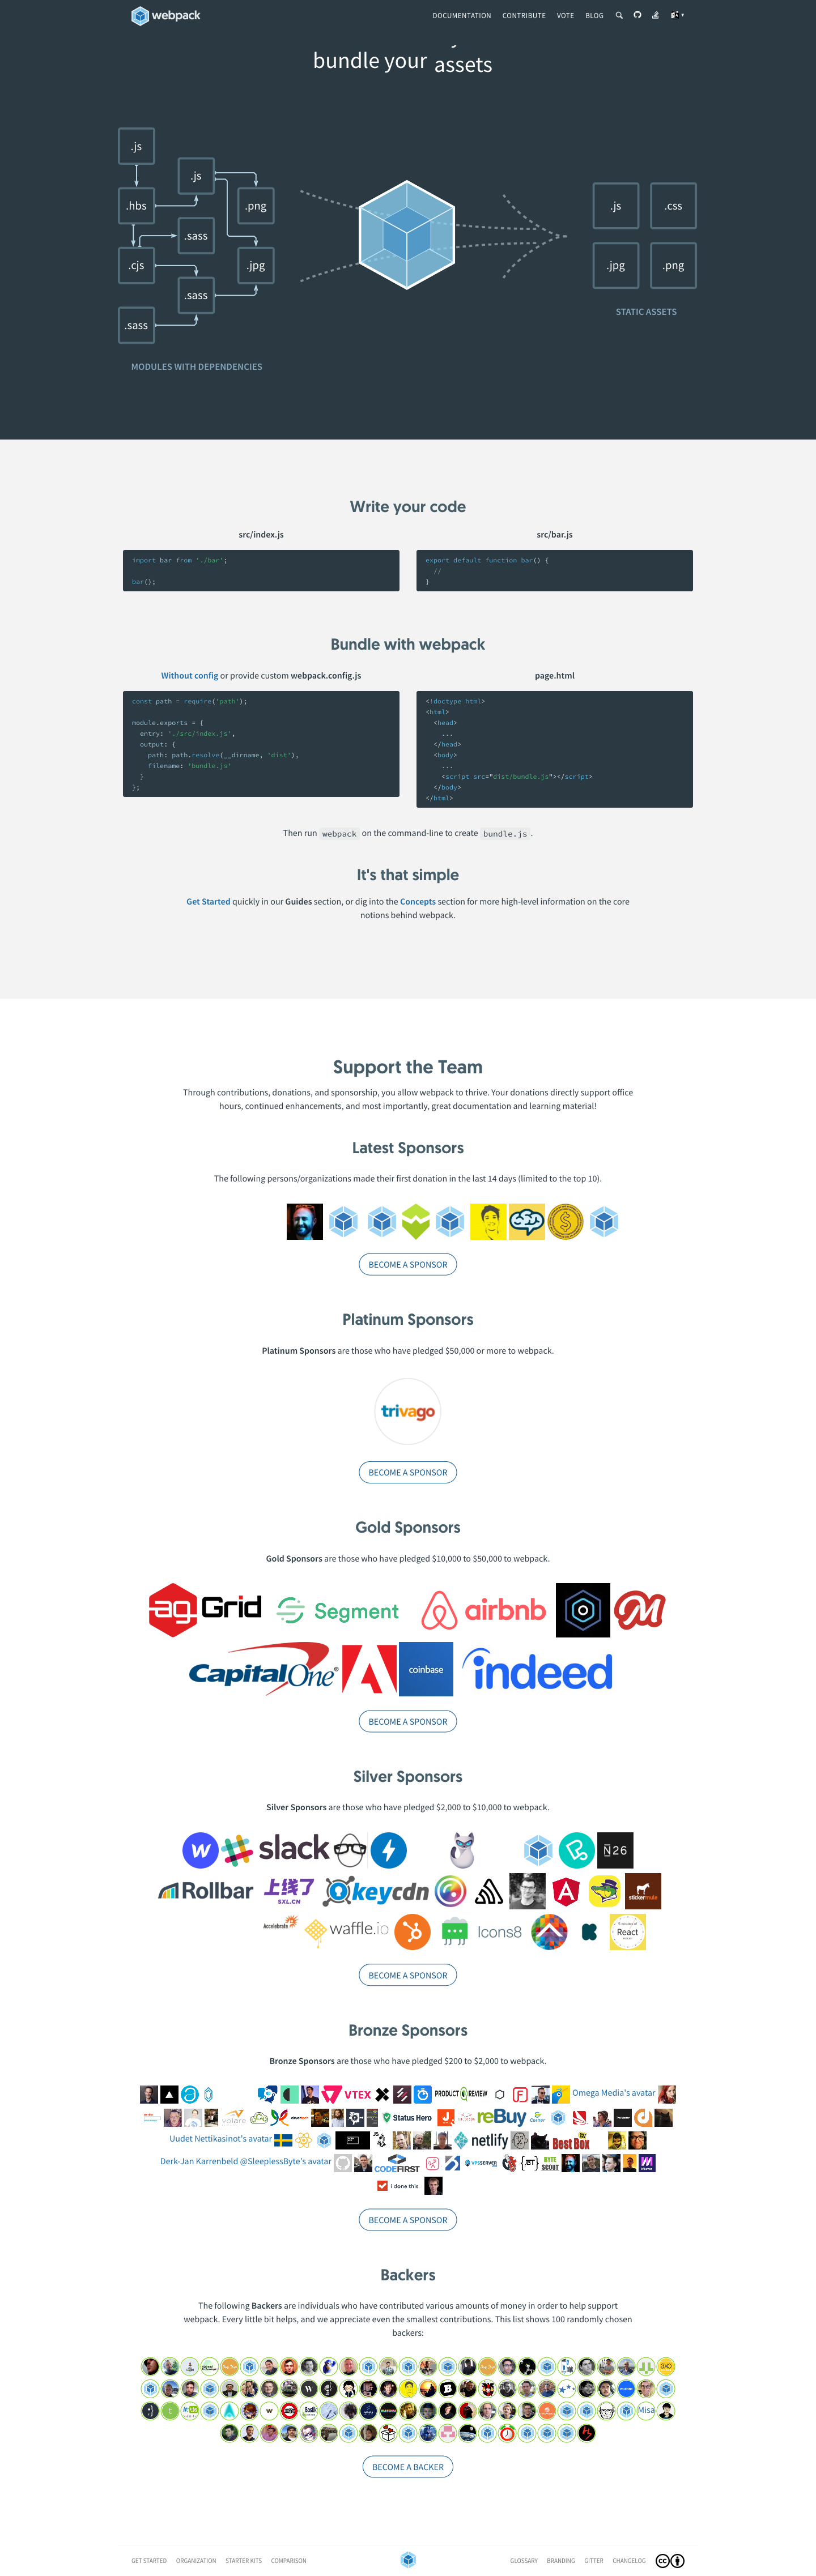 webpack
DOCUMENTATION CONTRIBUTE VOTE BLOG
bundle your assets
.js
.js
.hbs
.png
.sass
.cjs
.jpg
.sass
.sass
MODULES WITH DEPENDENCIES
.js .css
.jpg .png
STATIC ASSETS
Write your code
src/index.js
import bar from './bar';
bar();
src/bar.js
export default function bar() {
//
}
Bundle with webpack
Without config or provide custom webpack.config.js
const path = require('path');
module.exports = {
entry: './src/index.js',
output: {
path: path.resolve(__dirname, 'dist'),
filename: 'bundle.js'
}
};
page.html
<!doctype html>
<html>
<head>
...
</head>
<body>
...
<script src="dist/bundle.js"></script>
</body>
</html>
Then run webpack on the command-line to create bundle.js .
It's that simple
Get Started quickly in our Guides section, or dig into the Concepts section for more high-level information on the core
notions behind webpack.
Support the Team
Through contributions, donations, and sponsorship, you allow webpack to thrive. Your donations directly support office
hours, continued enhancements, and most importantly, great documentation and learning material!
Latest Sponsors
The following persons/organizations made their first donation in the last 14 days (limited to the top 10).
BECOME A SPONSOR
Platinum Sponsors
Platinum Sponsors are those who have pledged $50,000 or more to webpack.
trivago
BECOME A SPONSOR
Gold Sponsors
Gold Sponsors are those who have pledged $10,000 to $50,000 to webpack.
ag Grid Segment airbnb M
Capital One coinbase indeed
BECOME A SPONSOR
Silver Sponsors
Silver Sponsors are those who have pledged $2,000 to $10,000 to webpack.
slack N26
Rollbar 上线了 SXL.CN keycdn stickermule
Accelebrate waffle.io Icons8 React
BECOME A SPONSOR
Bronze Sponsors
Bronze Sponsors are those who have pledged $200 to $2,000 to webpack.
VTEX PRODUCT REVIEW Omega Media's avatar
volaro Status Hero reBuy
Uudet Nettikasinot's avatar JS netlify Best Box
Derk-Jan Karrenbeld @SleeplessByte's avatar CODEFIRST VPSSERVER {JST} BYTE SCOUT
I done this
BECOME A SPONSOR
Backers
The following Backers are individuals who have contributed various amounts of money in order to help support
webpack. Every little bit helps, and we appreciate even the smallest contributions. This list shows 100 randomly chosen
backers:
Misa
BECOME A BACKER
GET STARTED ORGANIZATION STARTER KITS COMPARISON
GLOSSARY BRANDING GITTER CHANGELOG cc